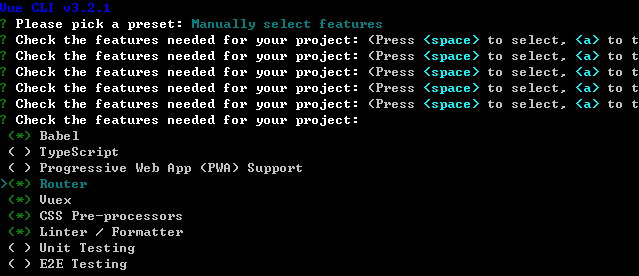 Vue CLI v3.2.1
? Please pick a preset: Manually select features
? Check the features needed for your project: (Press <space> to select, <a> to t
? Check the features needed for your project: (Press <space> to select, <a> to t
? Check the features needed for your project: (Press <space> to select, <a> to t
? Check the features needed for your project: (Press <space> to select, <a> to t
? Check the features needed for your project: (Press <space> to select, <a> to t
? Check the features needed for your project:
(*) Babel
( ) TypeScript
( ) Progressive Web App (PWA) Support
>(*) Router
(*) Vuex
(*) CSS Pre-processors
(*) Linter / Formatter
( ) Unit Testing
( ) E2E Testing